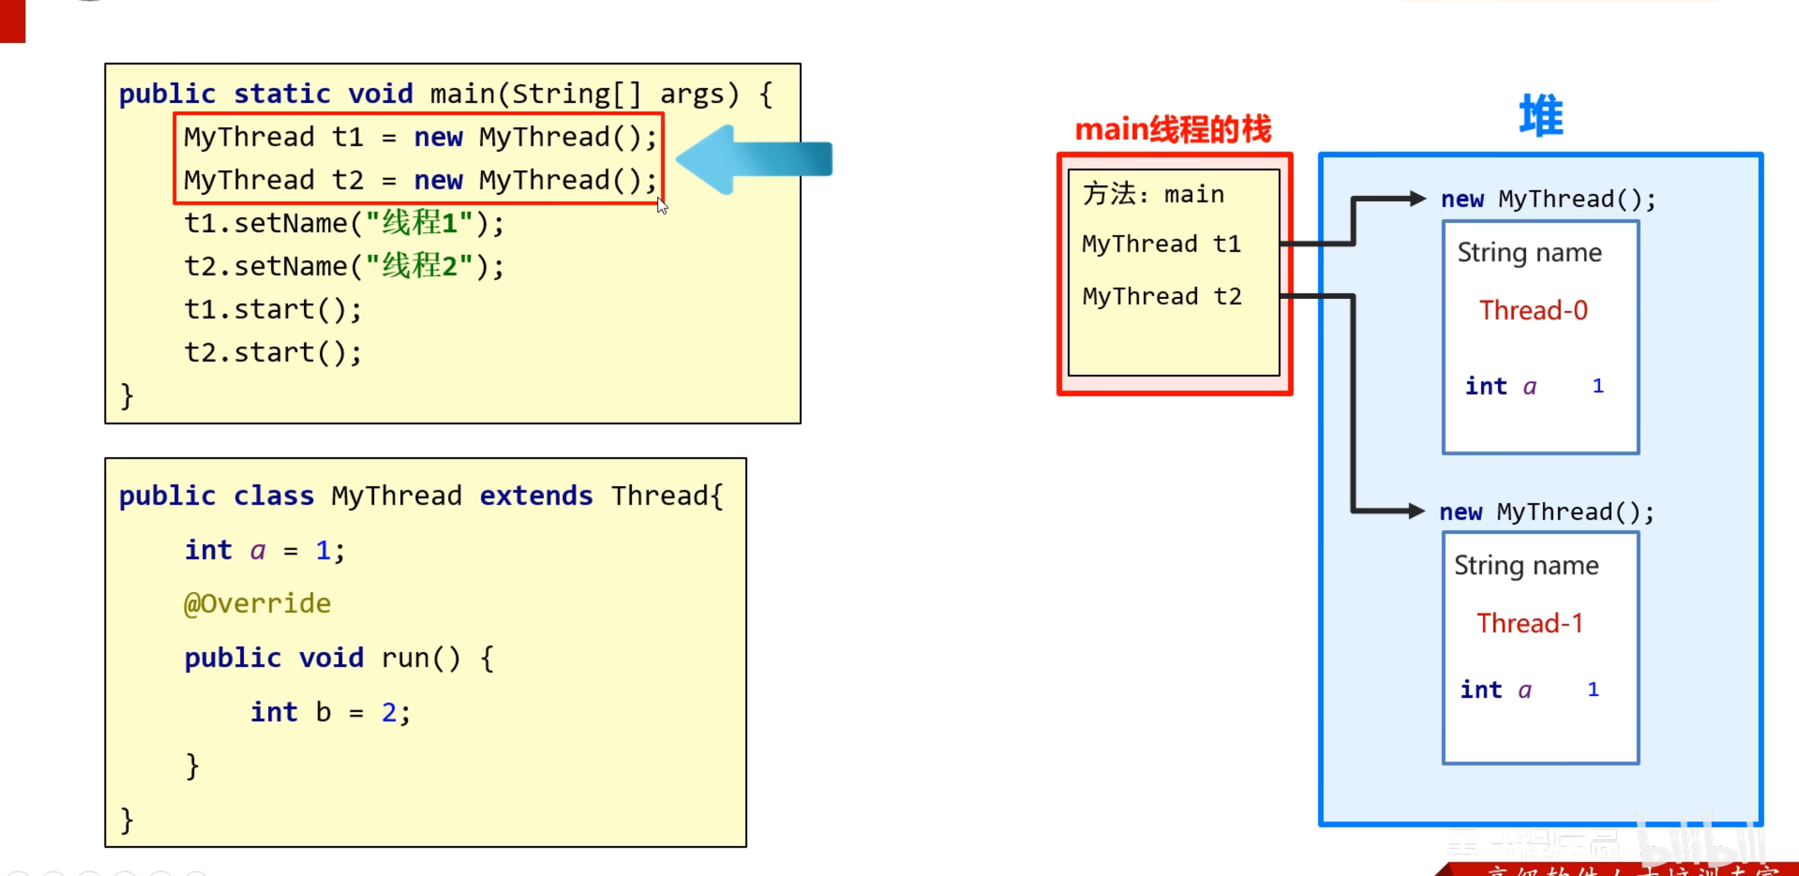 public static void main(String[] args) {
MyThread t1 = new MyThread();
MyThread t2 = new MyThread();
t1.setName("线程1");
t2.setName("线程2");
t1.start();
t2.start();
}
public class MyThread extends Thread{
int a = 1;
@Override
public void run() {
int b = 2;
}
}
main线程的栈
方法：main
MyThread t1
MyThread t2
堆
new MyThread();
String name
Thread-0
int a 1
new MyThread();
String name
Thread-1
int a 1
bilibili